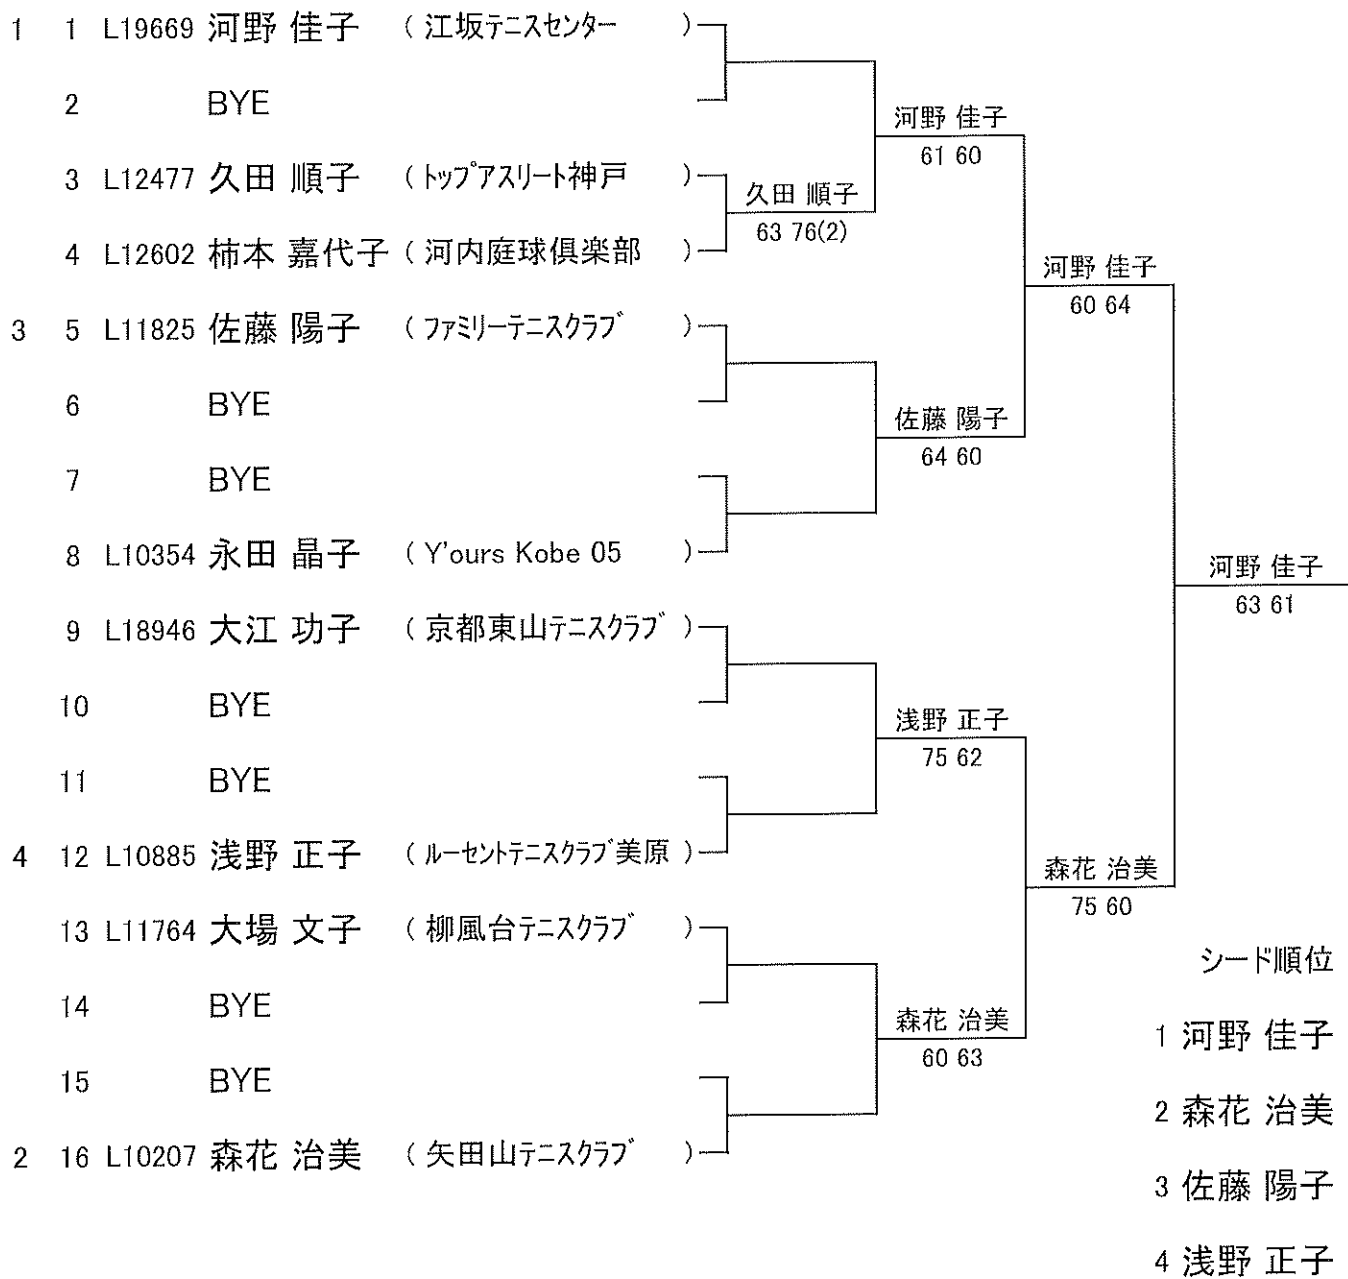 1 1 L19669 河野 佳子 ( 江坂テニスセンター )
2 BYE
河野 佳子
61 60
3 L12477 久田 順子 ( トップアスリート神戸 )
久田 順子
63 76(2)
4 L12602 柿本 嘉代子 ( 河内庭球倶楽部 )
河野 佳子
60 64
3 5 L11825 佐藤 陽子 ( ファミリーテニスクラブ )
6 BYE
佐藤 陽子
64 60
7 BYE
8 L10354 永田 晶子 ( Y'ours Kobe 05 )
河野 佳子
63 61
9 L18946 大江 功子 ( 京都東山テニスクラブ )
10 BYE
浅野 正子
75 62
11 BYE
4 12 L10885 浅野 正子 ( ルーセントテニスクラブ美原 )
森花 治美
75 60
13 L11764 大場 文子 ( 柳風台テニスクラブ )
14 BYE
森花 治美
60 63
15 BYE
2 16 L10207 森花 治美 ( 矢田山テニスクラブ )
シード順位
1 河野 佳子
2 森花 治美
3 佐藤 陽子
4 浅野 正子